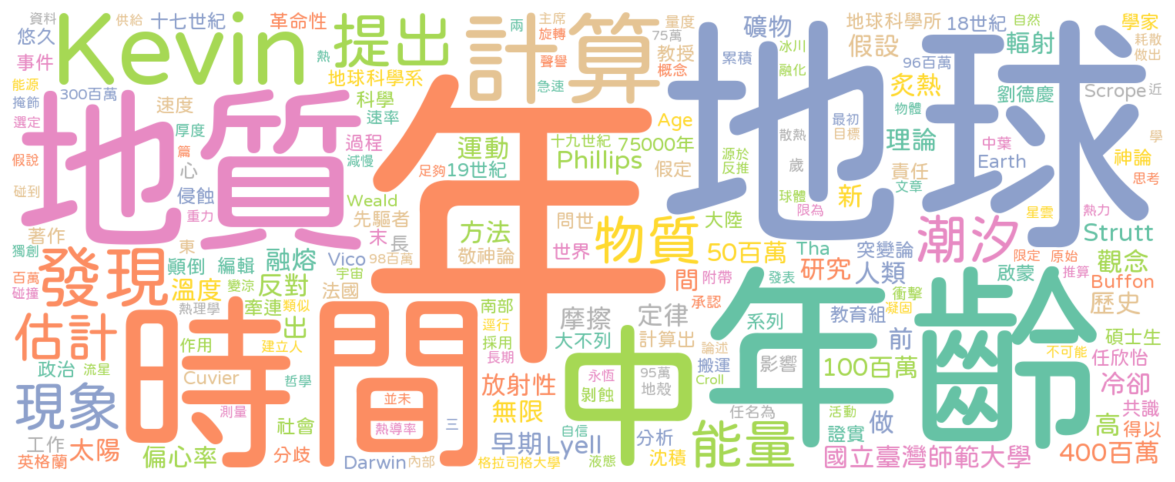 資料 供給 十七世紀 革命性 兩 主席 量度 地球科學所 18世紀 自然 學家
悠久 Kevin 提出 旋轉 75萬 礦物 假設 輻射 耗散
事件 熱 聲譽 教授 冰川 做出
能源 300百萬 地球科學系 急速 概念 累積 融化 96百萬 炙熱 劉德慶 Scrope 近
掩飾 速度 科學 計算 物體
選定 厚度 速率 Age 散熱 最初 目標 理論 中葉 學
假說 篇 過程 足夠 運動 十九世紀 75000年 源於 神論
碰到 心 減慢 19世紀 Phillips 假定 反推 歲 文章 責任 Earth 思考
侵蝕 重力 Weald 先驅者 問世 新 大陸 球體 限為 星雲 熱力
地質 年 地球
著作 末 長 方法 物質 潮汐 Strutt
獨創 東 Vico 敬神論 世界 50百萬 Tha 突變論 限定 原始
發現 顛倒 編輯 融熔 98百萬 間 附帶 研究 人類 啟蒙 推算 觀念
百萬 溫度 變涼 反對 宇宙 承認 發表 衝擊 Buffon
碰撞 牽連 類似 法國 南部 摩擦 定律 凝固 歷史
估計 熱理學 出 逕行 系列 教育組 前 碩士生
作用 建立人 採用 大不列 計算出 搬運 論述 不可能
政治 流星 時間 長期 中 影響 年齡 100百萬 任欣怡
Cuvier 哲學 放射性 永恆 95萬 Croll 冷卻
現象 測量 並未 剝蝕 地殼 任名為 活動 做 共識
社會 熱導率 三 無限 自信 分析 能量 證實 高 得以
工作 太陽 偏心率 分歧 早期 Lyell
英格蘭 Darwin 內部 格拉司格大學 液態 沈積 國立臺灣師範大學 400百萬